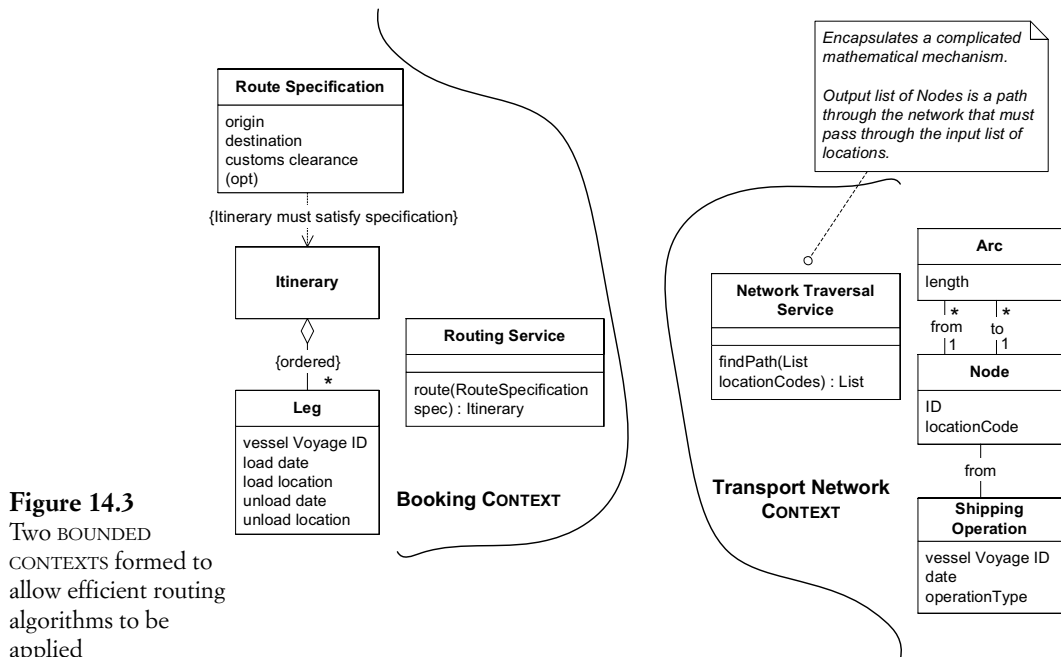 Route Specification
origin
destination
customs clearance
(opt)
{Itinerary must satisfy specification}
Itinerary
{ordered}
*
Leg
vessel Voyage ID
load date
load location
unload date
unload location
Routing Service
route(RouteSpecification
spec) : Itinerary
Booking CONTEXT
Encapsulates a complicated
mathematical mechanism.
Output list of Nodes is a path
through the network that must
pass through the input list of
locations.
Network Traversal
Service
findPath(List
locationCodes) : List
Transport Network
CONTEXT
Arc
length
* *
from to
1 1
Node
ID
locationCode
from
Shipping
Operation
vessel Voyage ID
date
operationType
Figure 14.3
Two BOUNDED
CONTEXTS formed to
allow efficient routing
algorithms to be
applied